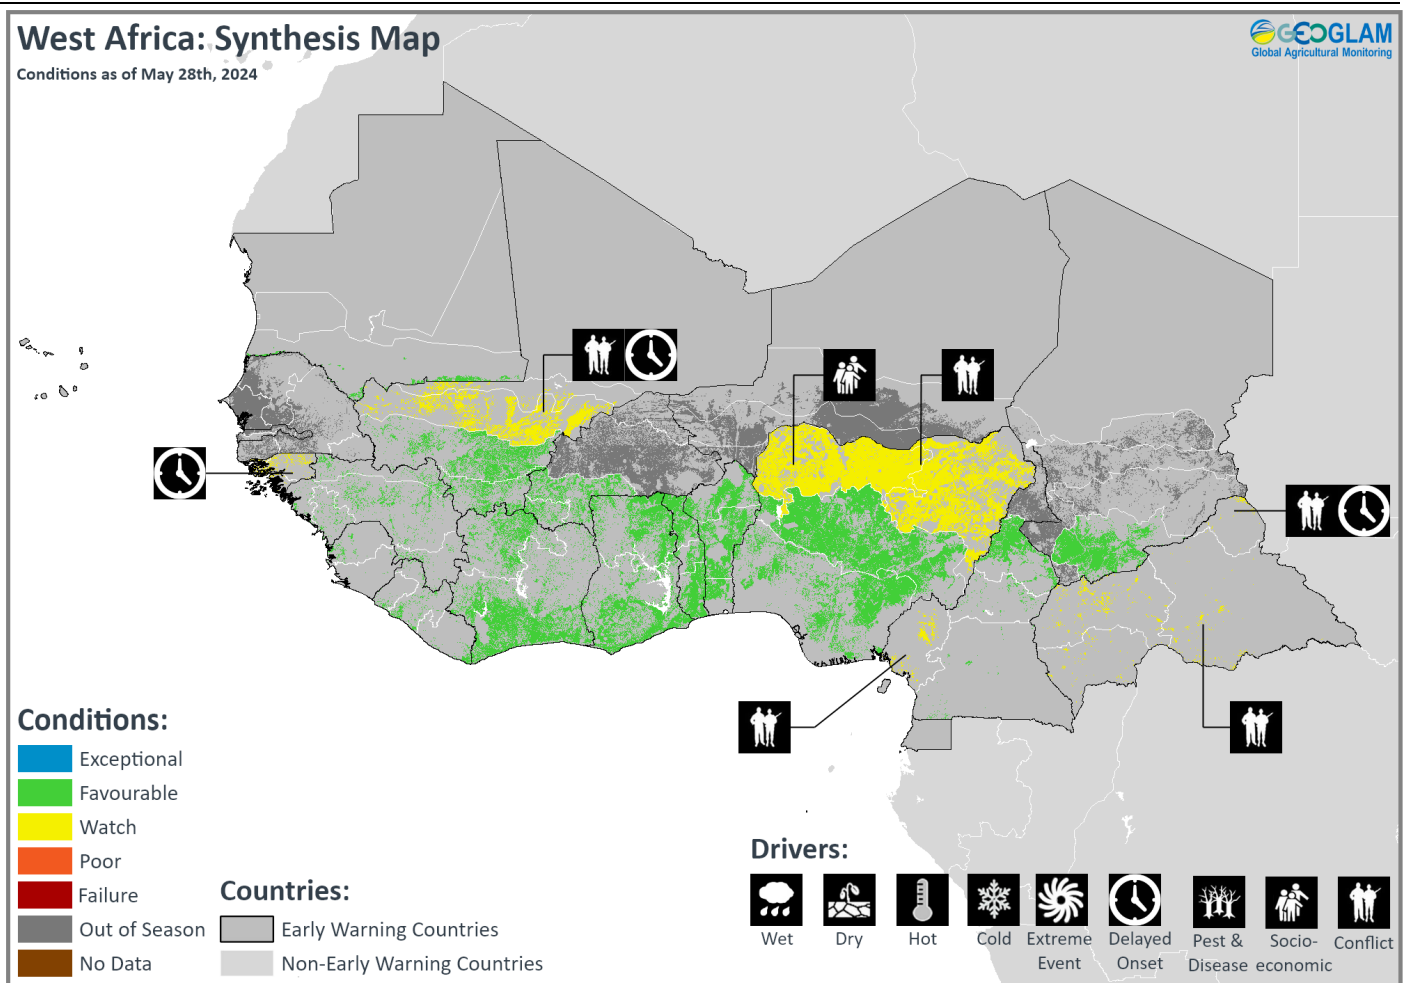 West Africa: Synthesis Map
Conditions as of May 28th, 2024
GEOGLAM
Global Agricultural Monitoring
Conditions:
Exceptional
Favourable
Watch
Poor
Failure
Out of Season
No Data
Countries:
Early Warning Countries
Non-Early Warning Countries
Drivers:
Wet
Dry
Hot
Cold
Extreme
Event
Delayed
Onset
Pest &
Disease
Socio-
economic
Conflict